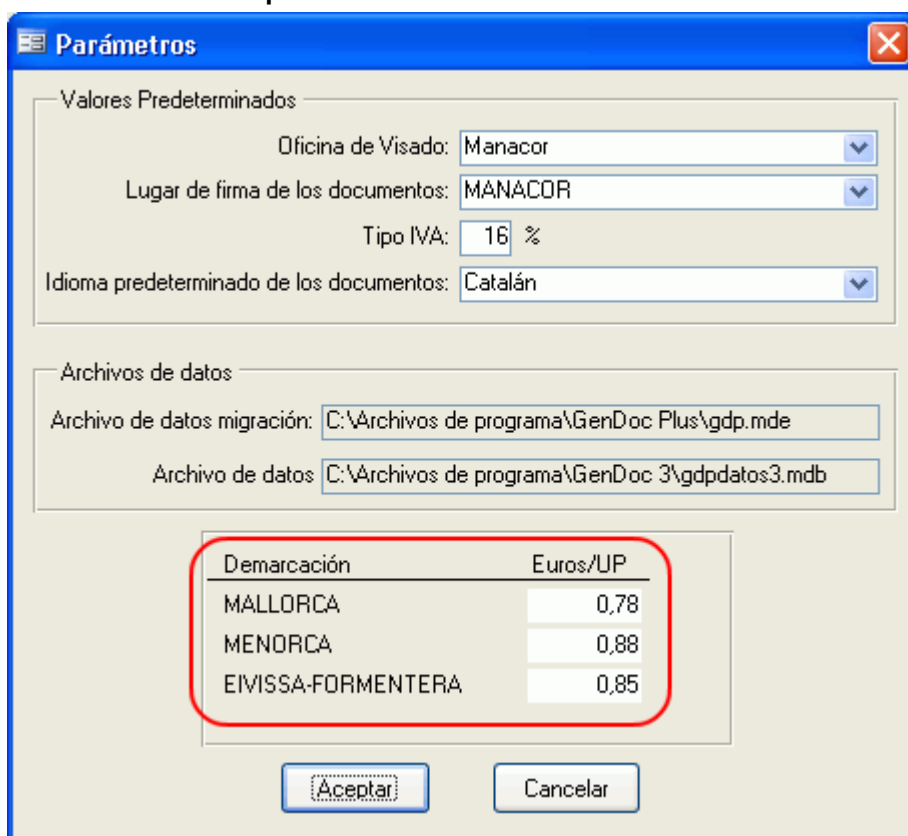 Parámetros
Valores Predeterminados
Oficina de Visado: Manacor
Lugar de firma de los documentos: MANACOR
Tipo IVA: 16 %
Idioma predeterminado de los documentos: Catalán
Archivos de datos
Archivo de datos migración: C:\Archivos de programa\GenDoc Plus\gdp.mde
Archivo de datos C:\Archivos de programa\GenDoc 3\gdpdatos3.mdb
Demarcación Euros/UP
MALLORCA 0,78
MENORCA 0,88
EIVISSA-FORMENTERA 0,85
Aceptar Cancelar